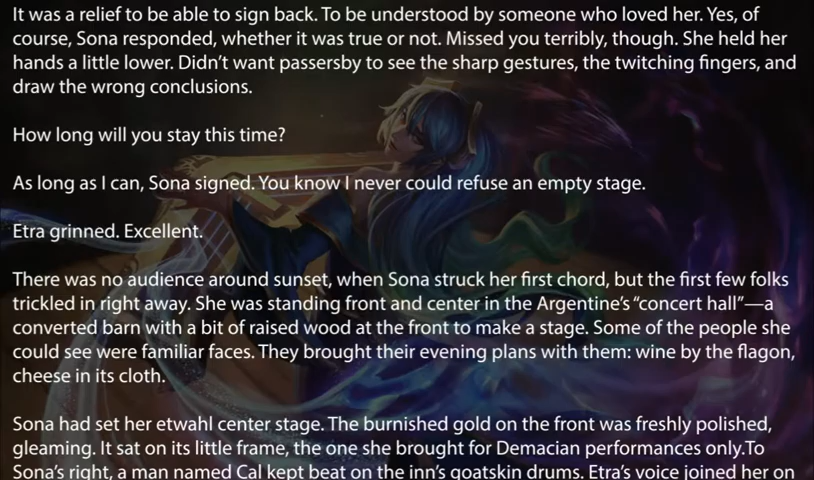 It was a relief to be able to sign back. To be understood by someone who loved her. Yes, of
course, Sona responded, whether it was true or not. Missed you terribly, though. She held her
hands a little lower. Didn’t want passersby to see the sharp gestures, the twitching fingers, and
draw the wrong conclusions.
How long will you stay this time?
As long as I can, Sona signed. You know I never could refuse an empty stage.
Etra grinned. Excellent.
There was no audience around sunset, when Sona struck her first chord, but the first few folks
trickled in right away. She was standing front and center in the Argentine’s “concert hall”—a
converted barn with a bit of raised wood at the front to make a stage. Some of the people she
could see were familiar faces. They brought their evening plans with them: wine by the flagon,
cheese in its cloth.
Sona had set her etwahl center stage. The burnished gold on the front was freshly polished,
gleaming. It sat on its little frame, the one she brought for Demacian performances only.To
Sona’s right, a man named Cal kept beat on the inn’s goatskin drums. Etra’s voice joined her on